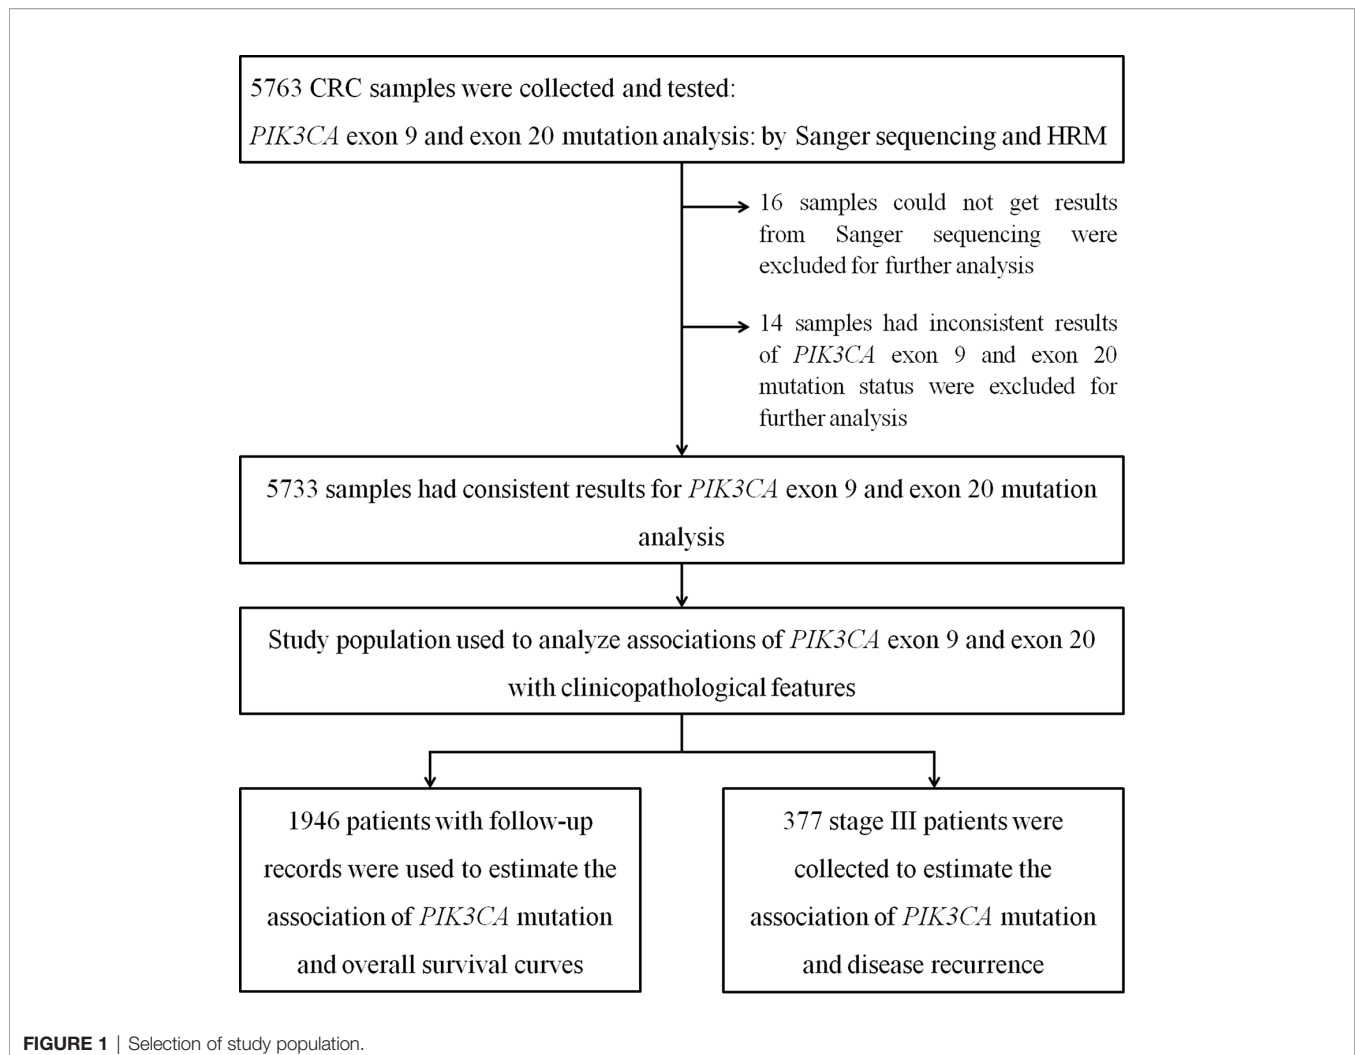 5763 CRC samples were collected and tested:
PIK3CA exon 9 and exon 20 mutation analysis: by Sanger sequencing and HRM
16 samples could not get results
from Sanger sequencing were
excluded for further analysis
14 samples had inconsistent results
of PIK3CA exon 9 and exon 20
mutation status were excluded for
further analysis
5733 samples had consistent results for PIK3CA exon 9 and exon 20 mutation
analysis
Study population used to analyze associations of PIK3CA exon 9 and exon 20
with clinicopathological features
1946 patients with follow-up
records were used to estimate the
association of PIK3CA mutation
and overall survival curves
377 stage III patients were
collected to estimate the
association of PIK3CA mutation
and disease recurrence
FIGURE 1 | Selection of study population.